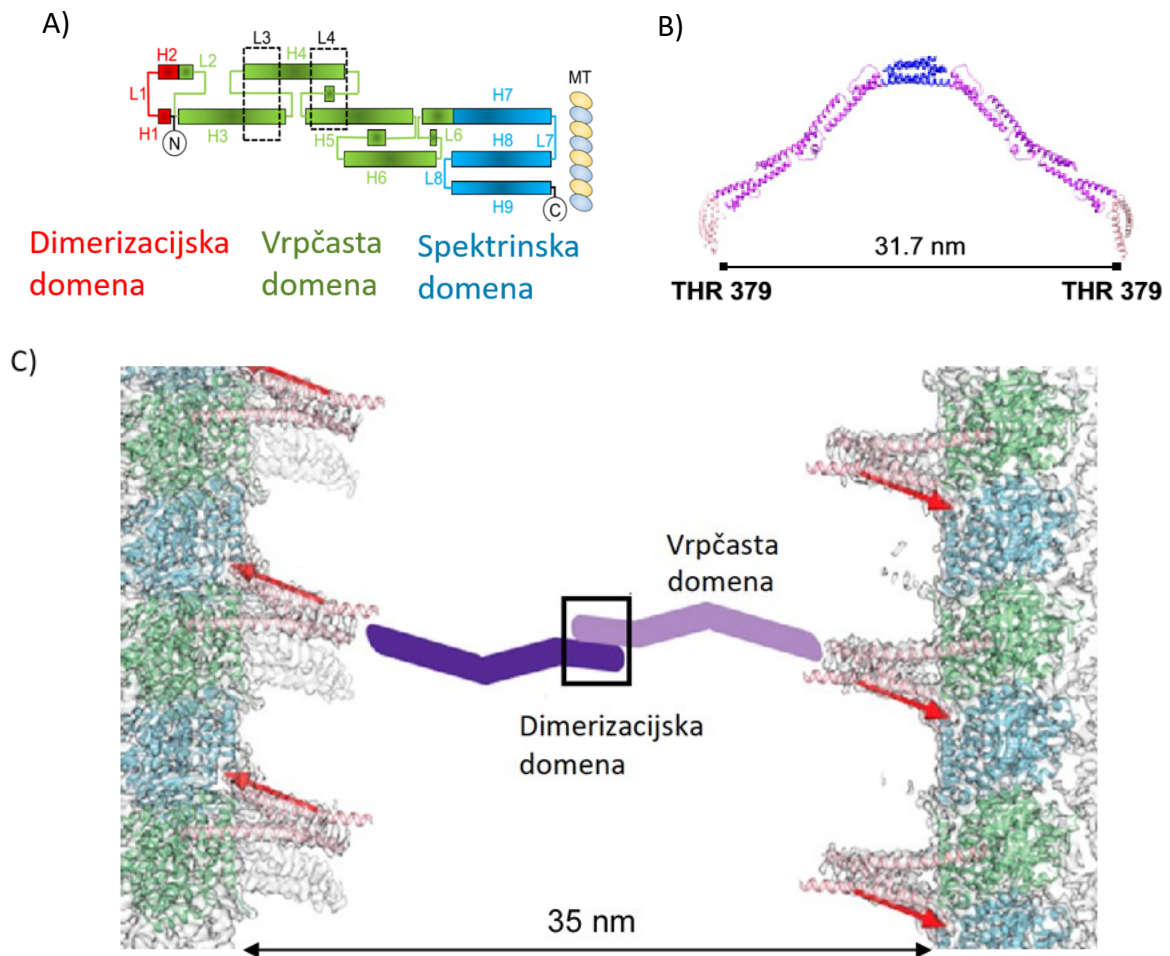 A)
L3
L4
H2
L2
H4
MT
L1
H7
H1
N
H3
H5
L6
H8
L7
H6
L8
H9
C
Dimerizacijska
domena
Vrpčasta
domena
Spektrinska
domena
B)
31.7 nm
THR 379
THR 379
C)
Vrpčasta
domena
Dimerizacijska
domena
35 nm